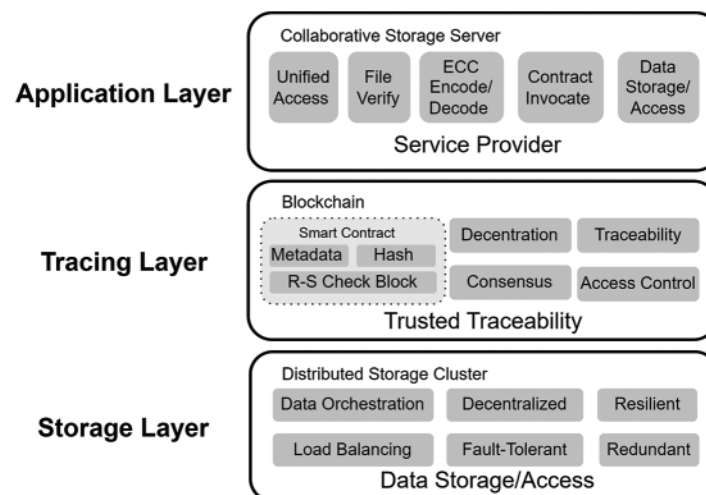 Application Layer
Collaborative Storage Server
Unified
Access
File
Verify
ECC
Encode/
Decode
Contract
Invocate
Data
Storage/
Access
Service Provider
Tracing Layer
Blockchain
Smart Contract
Metadata
Hash
R-S Check Block
Decentration
Traceability
Consensus
Access Control
Trusted Traceability
Storage Layer
Distributed Storage Cluster
Data Orchestration
Decentralized
Resilient
Load Balancing
Fault-Tolerant
Redundant
Data Storage/Access